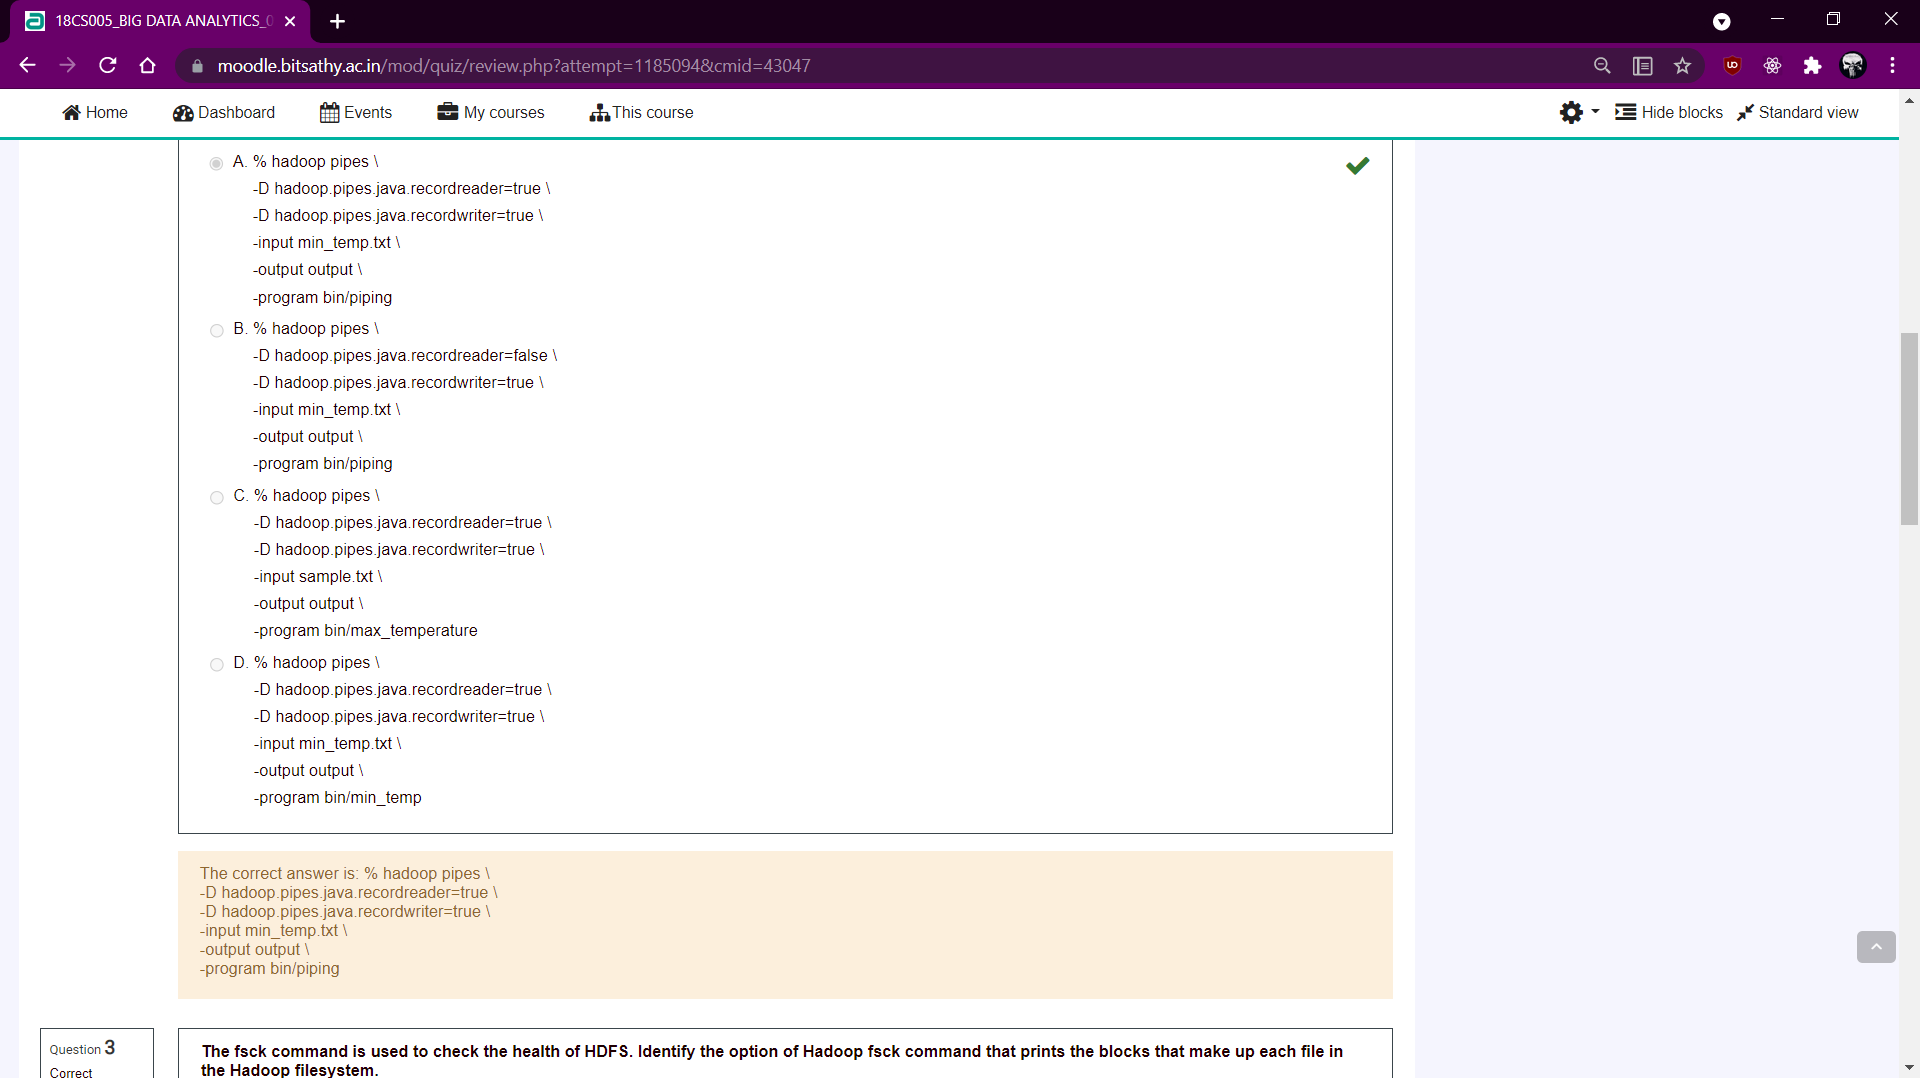 18CS005_BIG DATA ANALYTICS_0
moodle.bitsathy.ac.in/mod/quiz/review.php?attempt=1185094&cmid=43047
Home Dashboard Events My courses This course Hide blocks Standard view
A. % hadoop pipes \
-D hadoop.pipes.java.recordreader=true \
-D hadoop.pipes.java.recordwriter=true \
-input min_temp.txt \
-output output \
-program bin/piping
B. % hadoop pipes \
-D hadoop.pipes.java.recordreader=false \
-D hadoop.pipes.java.recordwriter=true \
-input min_temp.txt \
-output output \
-program bin/piping
C. % hadoop pipes \
-D hadoop.pipes.java.recordreader=true \
-D hadoop.pipes.java.recordwriter=true \
-input sample.txt \
-output output \
-program bin/max_temperature
D. % hadoop pipes \
-D hadoop.pipes.java.recordreader=true \
-D hadoop.pipes.java.recordwriter=true \
-input min_temp.txt \
-output output \
-program bin/min_temp
The correct answer is: % hadoop pipes \
-D hadoop.pipes.java.recordreader=true \
-D hadoop.pipes.java.recordwriter=true \
-input min_temp.txt \
-output output \
-program bin/piping
Question 3
Correct
The fsck command is used to check the health of HDFS. Identify the option of Hadoop fsck command that prints the blocks that make up each file in
the Hadoop filesystem.